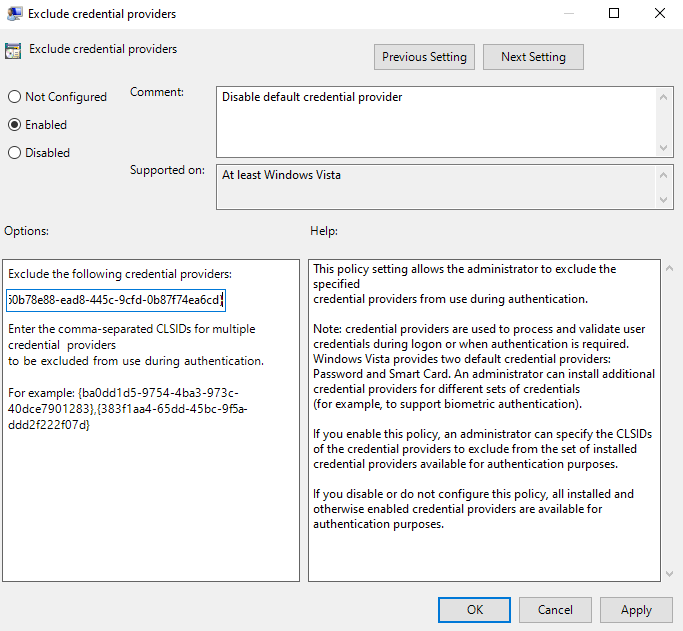 Exclude credential providers
Exclude credential providers
Previous Setting
Next Setting
Not Configured
Enabled
Disabled
Comment:
Disable default credential provider
Supported on:
At least Windows Vista
Options:
Help:
Exclude the following credential providers:
0b78e88-ead8-445c-9cfd-0b87f74ea6cd}
Enter the comma-separated CLSIDs for multiple
credential  providers
to be excluded from use during authentication.
For example: {ba0dd1d5-9754-4ba3-973c-
40dce7901283},{383f1aa4-65dd-45bc-9f5a-
ddd2f222f07d}
This policy setting allows the administrator to exclude the
specified
credential providers from use during authentication.
Note: credential providers are used to process and validate user
credentials during logon or when authentication is required.
Windows Vista provides two default credential providers:
Password and Smart Card. An administrator can install additional
credential providers for different sets of credentials
(for example, to support biometric authentication).
If you enable this policy, an administrator can specify the CLSIDs
of the credential providers to exclude from the set of installed
credential providers available for authentication purposes.
If you disable or do not configure this policy, all installed and
otherwise enabled credential providers are available for
authentication purposes.
OK
Cancel
Apply